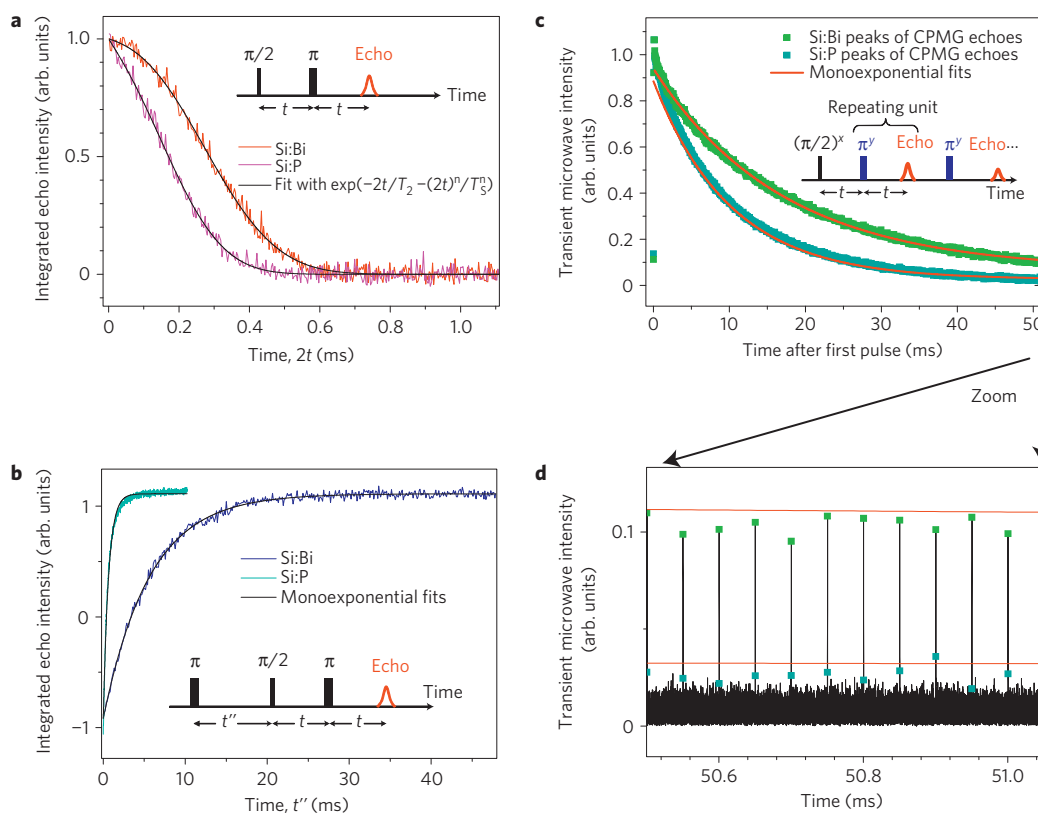 a
Integrated echo intensity (arb. units)
1.0
0.5
0
π/2
π
Echo
Time
t
t
Si:Bi
Si:P
Fit with exp(−2t/T₂ −(2t)ⁿ/Tₛⁿ)
0
0.2
0.4
0.6
0.8
1.0
Time, 2t (ms)
b
Integrated echo intensity (arb. units)
1
0
−1
Si:Bi
Si:P
Monoexponential fits
π
π/2
π
Echo
Time
t''
t
t
0
10
20
30
40
Time, t'' (ms)
c
Transient microwave intensity
(arb. units)
1.0
0.8
0.6
0.4
0.2
0
Si:Bi peaks of CPMG echoes
Si:P peaks of CPMG echoes
Monoexponential fits
Repeating unit
(π/2)ˣ
πʸ
Echo
πʸ
Echo...
t
t
Time
0
10
20
30
40
50
Time after first pulse (ms)
Zoom
d
Transient microwave intensity
(arb. units)
0.1
0
50.6
50.8
51.0
Time (ms)